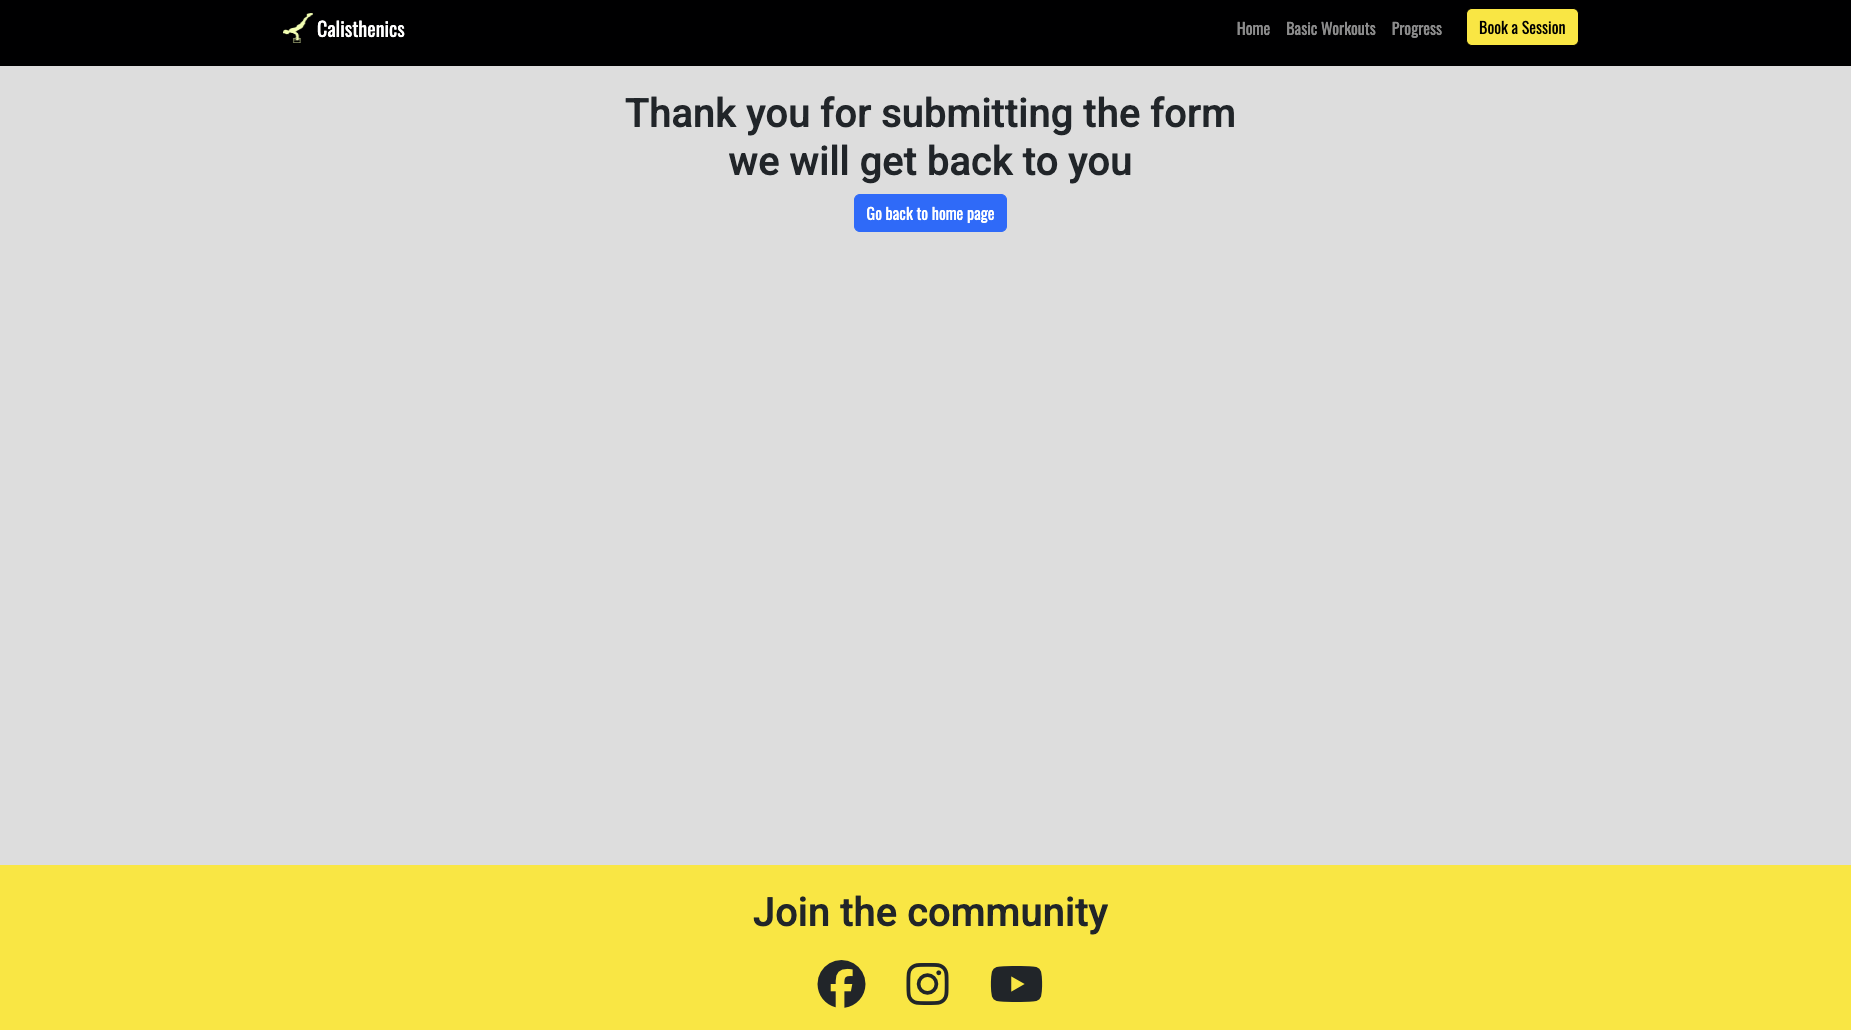 Calisthenics
Home Basic Workouts Progress Book a Session
Thank you for submitting the form
we will get back to you
Go back to home page
Join the community